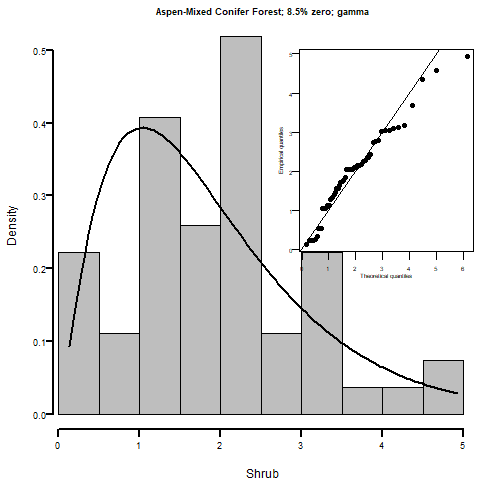 Aspen-Mixed Conifer Forest; 8.5% zero; gamma
Density
0.5
0.4
0.3
0.2
0.1
0.0
0 1 2 3 4 5
Shrub
Empirical quantiles
5
4
3
2
1
0
0 1 2 3 4 5 6
Theoretical quantiles